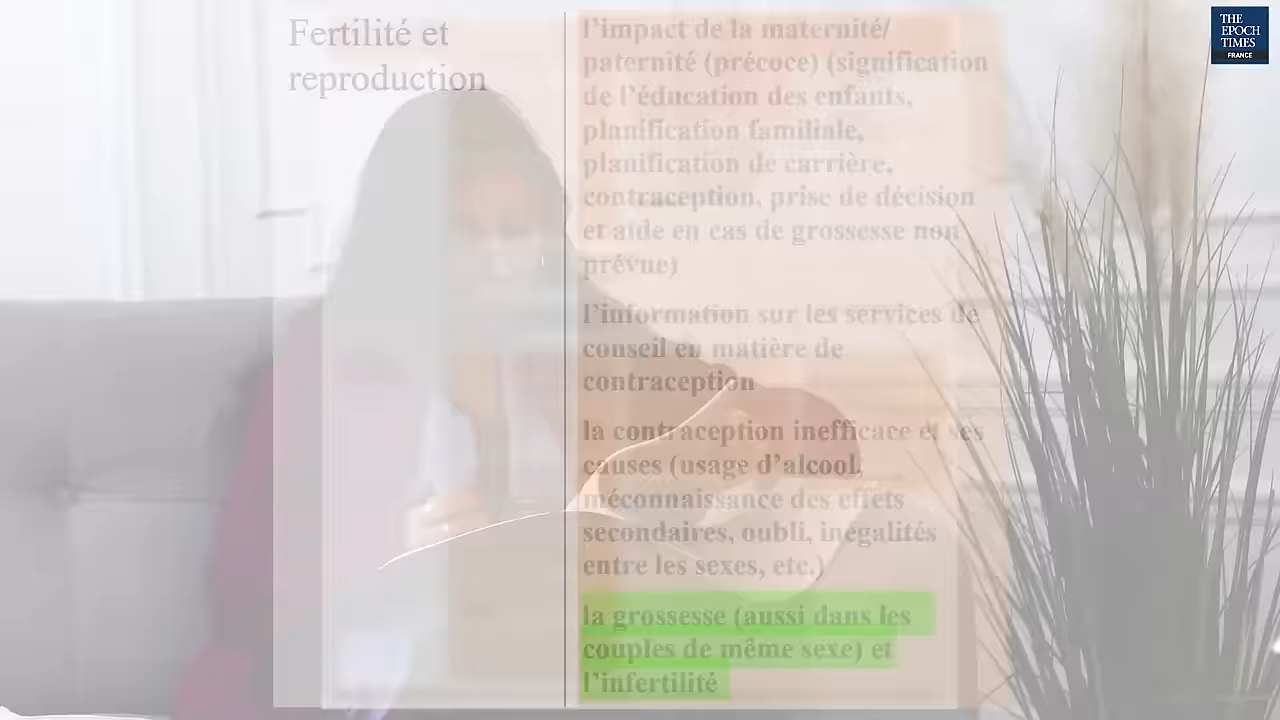 Fertilité et
reproduction
l’impact de la maternité/
paternité (précoce) (signification
de l’éducation des enfants,
planification familiale,
planification de carrière,
contraception, prise de décision
et aide en cas de grossesse non
prévue)
l’information sur les services de
conseil en matière de
contraception
la contraception inefficace et ses
causes (usage d’alcool,
méconnaissance des effets
secondaires, oubli, inégalités
entre les sexes, etc.)
la grossesse (aussi dans les
couples de même sexe) et
l’infertilité
THE
EPOCH
TIMES
FRANCE